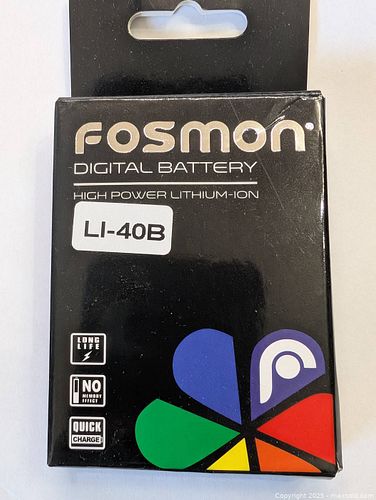 FOSMON®
DIGITAL BATTERY
HIGH POWER LITHIUM-ION
LI-40B
LONG
LIFE
NO
MEMORY
EFFECT
QUICK
CHARGE
Copyright 2025 - maxsold.com